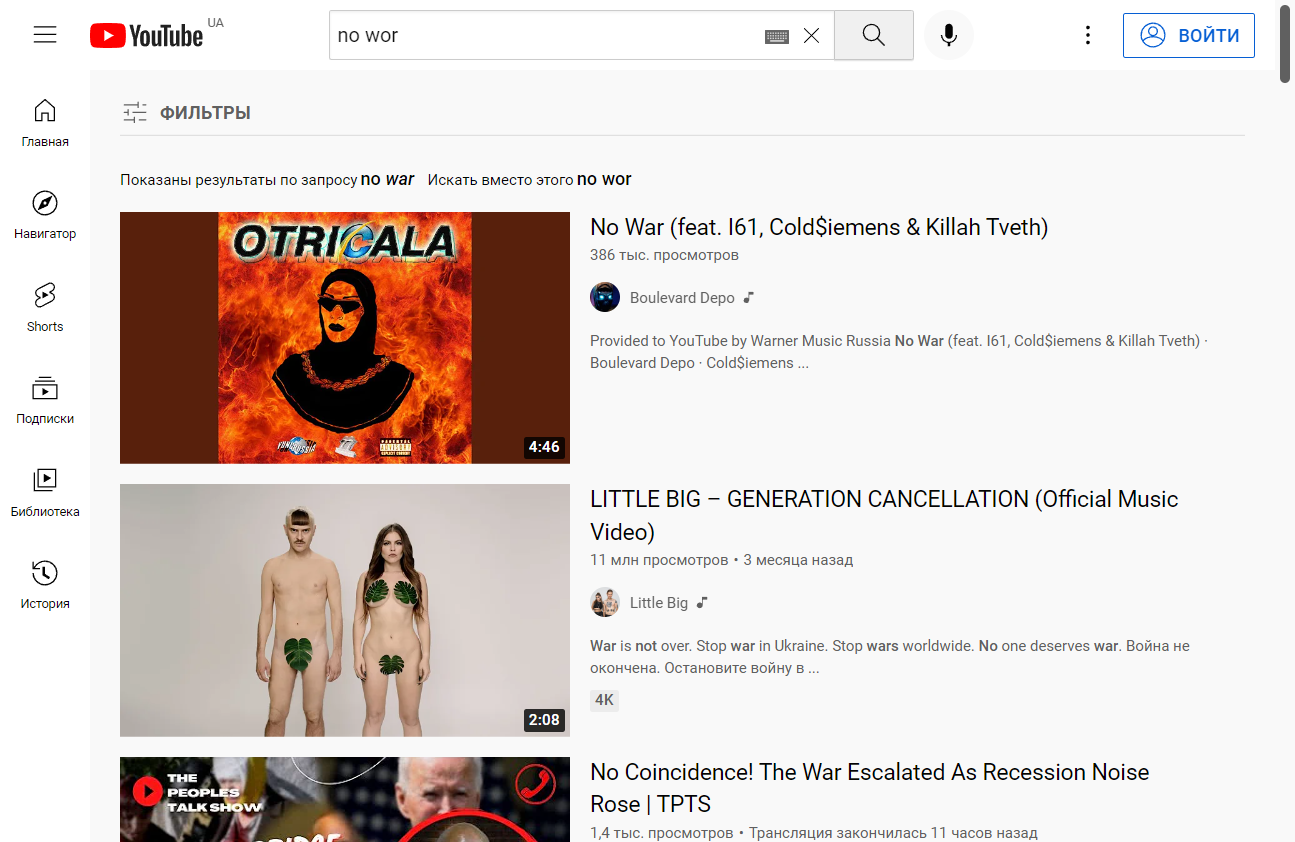 YouTube UA
no wor
ВОЙТИ
Главная
Навигатор
Shorts
Подписки
Библиотека
История
ФИЛЬТРЫ
Показаны результаты по запросу no war Искать вместо этого no wor
OTRICALA
PARENTAL
ADVISORY
EXPLICIT CONTENT
4:46
No War (feat. I61, Cold$iemens & Killah Tveth)
386 тыс. просмотров
Boulevard Depo
Provided to YouTube by Warner Music Russia No War (feat. I61, Cold$iemens & Killah Tveth) ·
Boulevard Depo · Cold$iemens ...
2:08
LITTLE BIG – GENERATION CANCELLATION (Official Music
Video)
11 млн просмотров • 3 месяца назад
Little Big
War is not over. Stop war in Ukraine. Stop wars worldwide. No one deserves war. Война не
окончена. Остановите войну в ...
4K
THE
PEOPLES
TALK SHOW
No Coincidence! The War Escalated As Recession Noise
Rose | TPTS
1,4 тыс. просмотров • Трансляция закончилась 11 часов назад